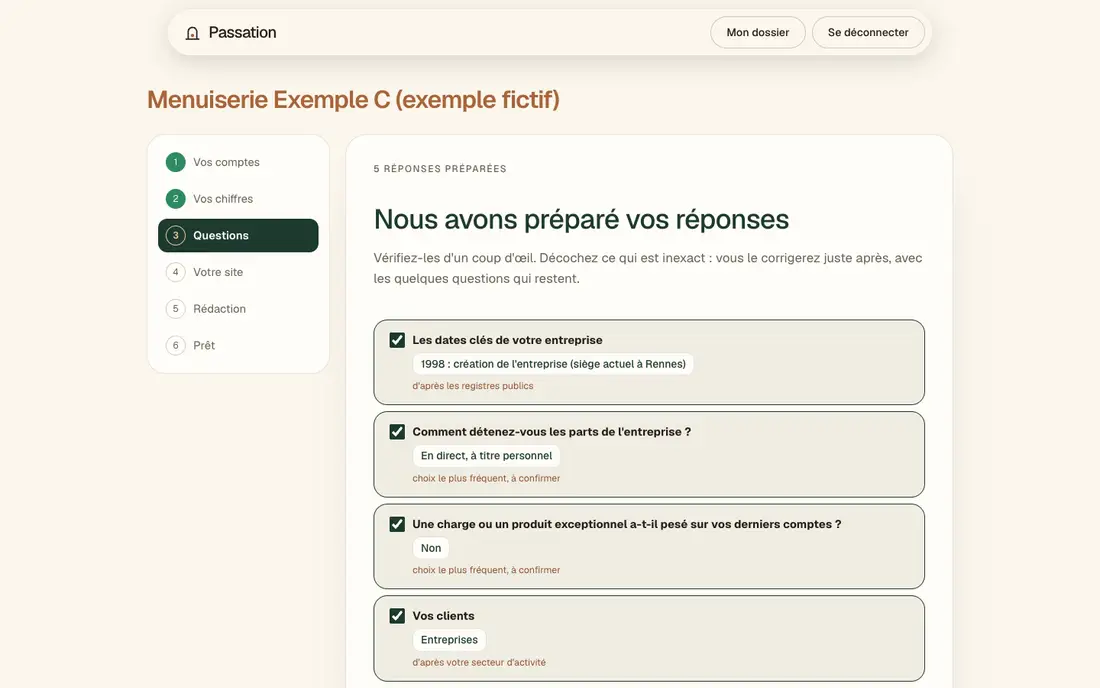 Passation
Mon dossier
Se déconnecter
Menuiserie Exemple C (exemple fictif)
1 Vos comptes
2 Vos chiffres
3 Questions
4 Votre site
5 Rédaction
6 Prêt
5 RÉPONSES PRÉPARÉES
Nous avons préparé vos réponses
Vérifiez-les d'un coup d'œil. Décochez ce qui est inexact : vous le corrigerez juste après, avec
les quelques questions qui restent.
Les dates clés de votre entreprise
1998 : création de l'entreprise (siège actuel à Rennes)
d'après les registres publics
Comment détenez-vous les parts de l'entreprise ?
En direct, à titre personnel
choix le plus fréquent, à confirmer
Une charge ou un produit exceptionnel a-t-il pesé sur vos derniers comptes ?
Non
choix le plus fréquent, à confirmer
Vos clients
Entreprises
d'après votre secteur d'activité